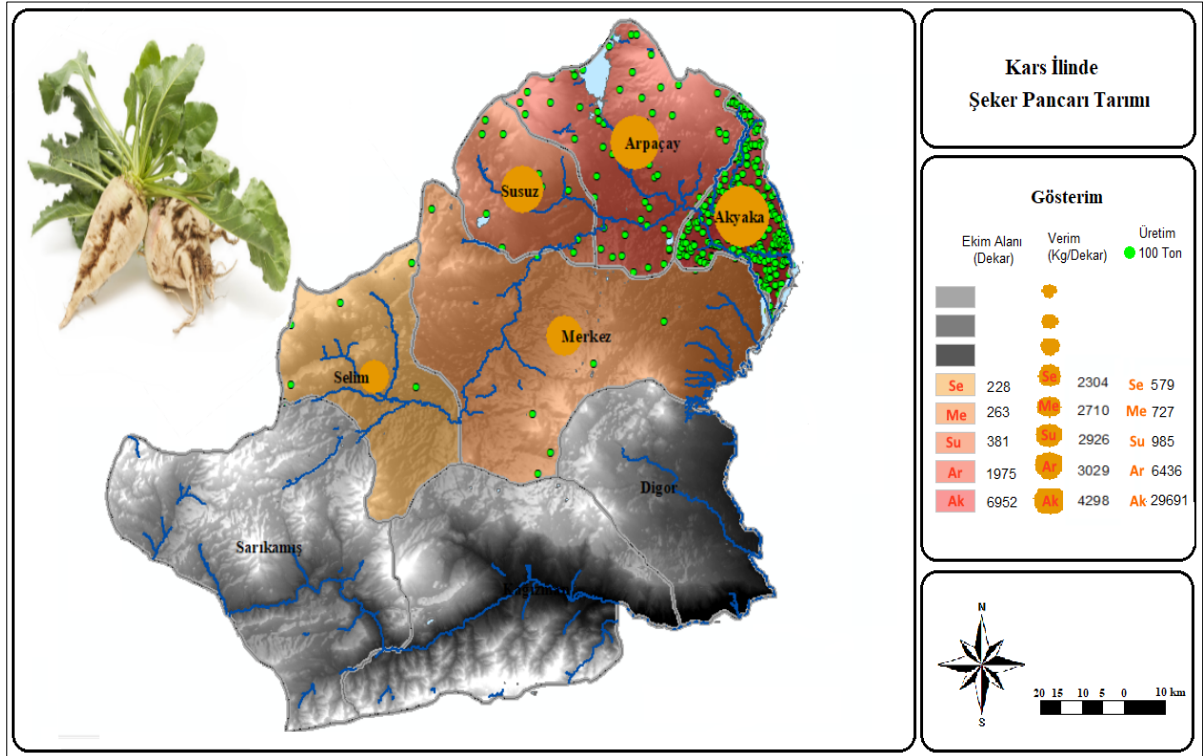 Kars İlinde
Şeker Pancarı Tarımı
Arpaçay
Susuz
Akyaka
Merkez
Selim
Digor
Sarıkamış
Kağızman
Gösterim
Ekim Alanı
(Dekar)
Verim
(Kg/Dekar)
Üretim
100 Ton
Se 228 Se 2304 Se 579
Me 263 Me 2710 Me 727
Su 381 Su 2926 Su 985
Ar 1975 Ar 3029 Ar 6436
Ak 6952 Ak 4298 Ak 29691
N
S
20 15 10 5 0 10 km